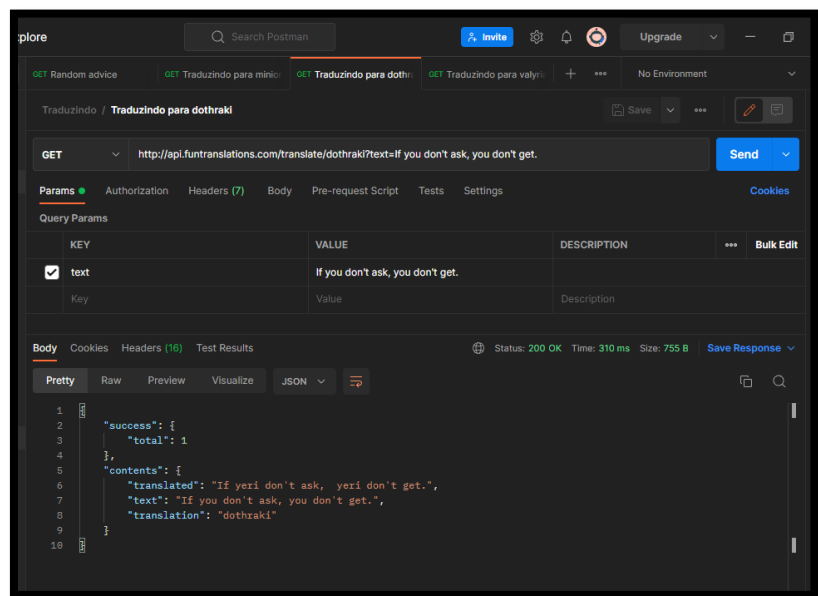 plore Search Postman Invite Upgrade
GET Random advice GET Traduzindo para minion GET Traduzindo para dothr GET Traduzindo para valyri No Environment
Traduzindo / Traduzindo para dothraki Save
GET http://api.funtranslations.com/translate/dothraki?text=If you don't ask, you don't get. Send
Params Authorization Headers (7) Body Pre-request Script Tests Settings Cookies
Query Params
KEY VALUE DESCRIPTION Bulk Edit
text If you don't ask, you don't get.
Key Value Description
Body Cookies Headers (16) Test Results Status: 200 OK Time: 310 ms Size: 755 B Save Response
Pretty Raw Preview Visualize JSON
1 {
2 "success": {
3 "total": 1
4 },
5 "contents": {
6 "translated": "If yeri don't ask,  yeri don't get.",
7 "text": "If you don't ask, you don't get.",
8 "translation": "dothraki"
9 }
10 }